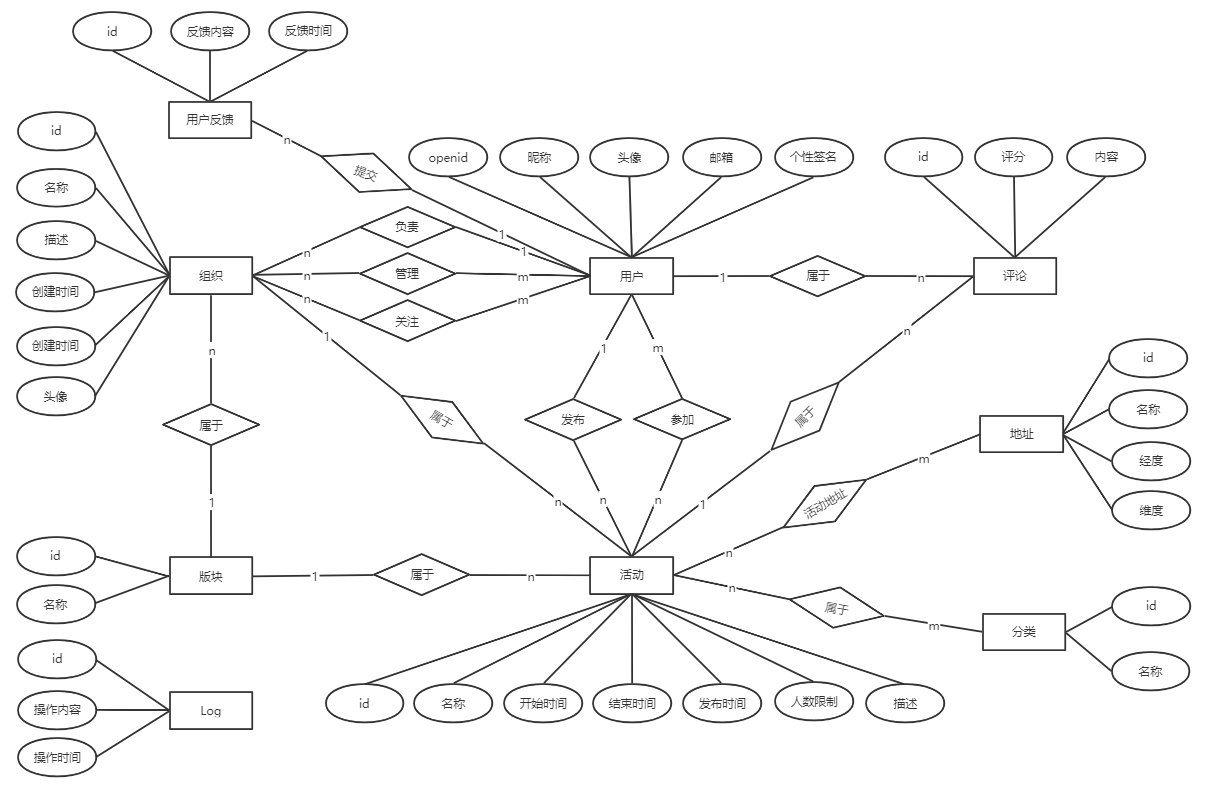 id
反馈内容
反馈时间
用户反馈
n
提交
1
id
名称
描述
创建时间
创建时间
头像
组织
openid
昵称
头像
邮箱
个性签名
用户
id
评分
内容
评论
n
负责
1
n
管理
m
n
关注
m
1
属于
n
1
属于
n
n
属于
1
1
发布
n
m
参加
n
n
属于
1
id
名称
经度
维度
地址
m
活动地址
n
id
名称
版块
1
属于
n
活动
n
属于
m
分类
id
名称
id
操作内容
操作时间
Log
id
名称
开始时间
结束时间
发布时间
人数限制
描述